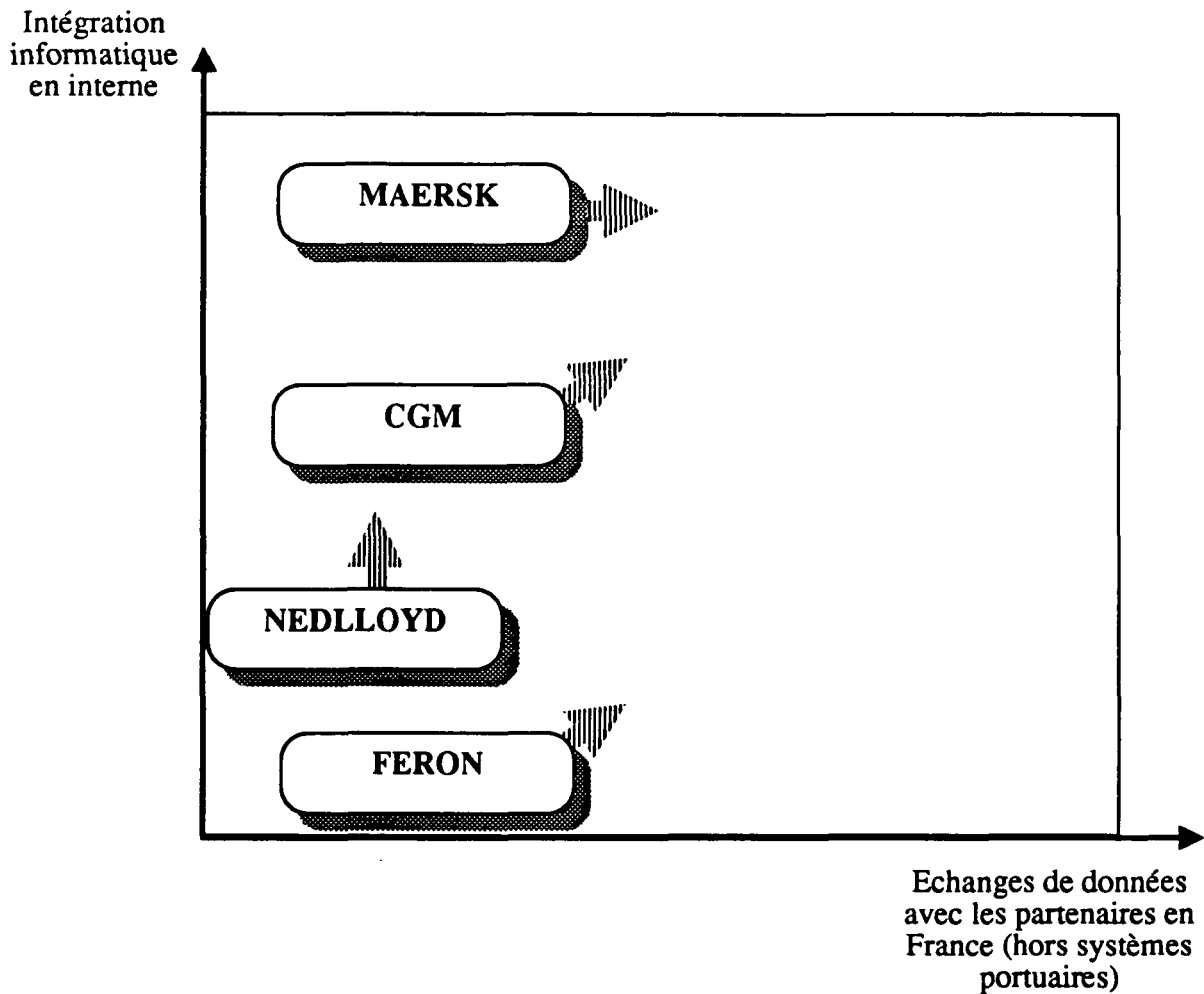 Intégration
informatique
en interne
MAERSK
CGM
NEDLLOYD
FERON
Echanges de données
avec les partenaires en
France (hors systèmes
portuaires)